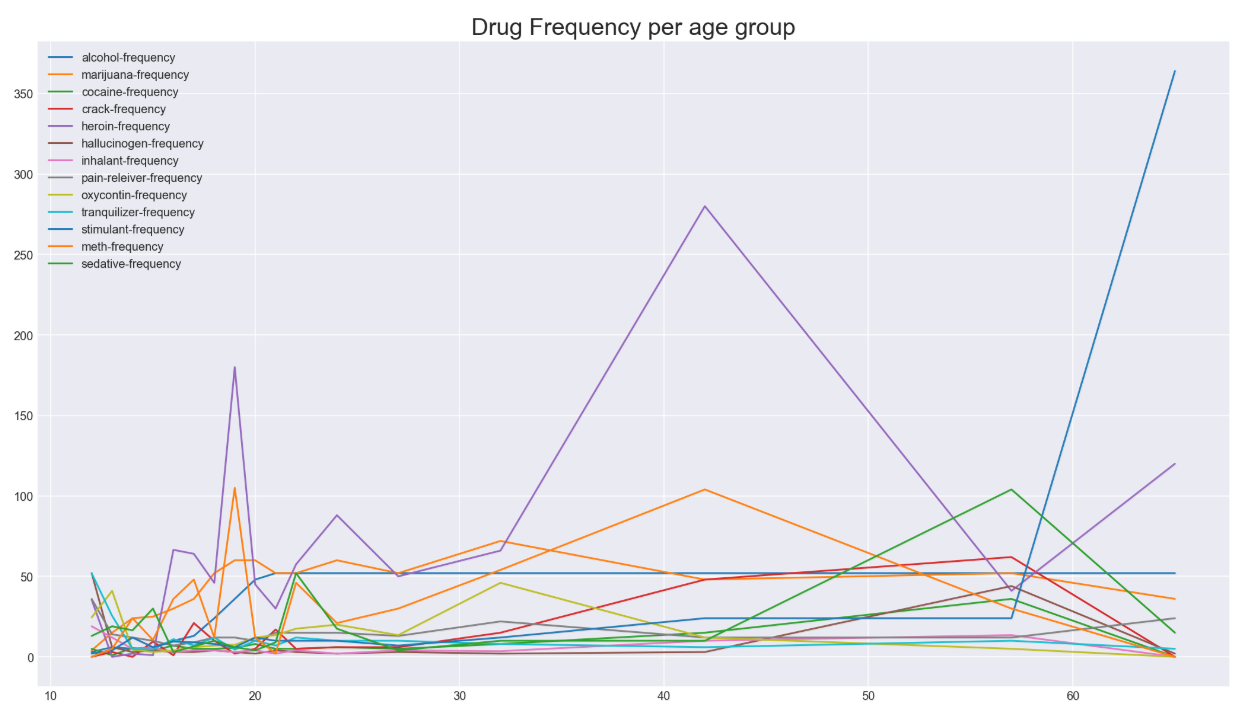 Drug Frequency per age group
alcohol-frequency
marijuana-frequency
cocaine-frequency
crack-frequency
heroin-frequency
hallucinogen-frequency
inhalant-frequency
pain-releiver-frequency
oxycontin-frequency
tranquilizer-frequency
stimulant-frequency
meth-frequency
sedative-frequency
350
300
250
200
150
100
50
0
10 20 30 40 50 60